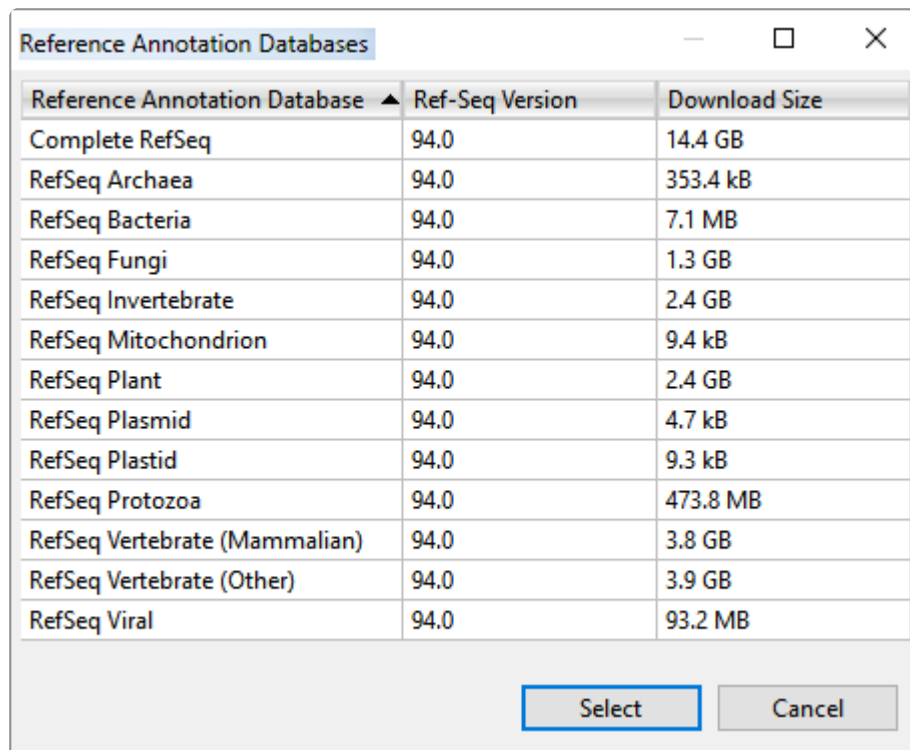 Reference Annotation Databases
Reference Annotation Database Ref-Seq Version Download Size
Complete RefSeq 94.0 14.4 GB
RefSeq Archaea 94.0 353.4 kB
RefSeq Bacteria 94.0 7.1 MB
RefSeq Fungi 94.0 1.3 GB
RefSeq Invertebrate 94.0 2.4 GB
RefSeq Mitochondrion 94.0 9.4 kB
RefSeq Plant 94.0 2.4 GB
RefSeq Plasmid 94.0 4.7 kB
RefSeq Plastid 94.0 9.3 kB
RefSeq Protozoa 94.0 473.8 MB
RefSeq Vertebrate (Mammalian) 94.0 3.8 GB
RefSeq Vertebrate (Other) 94.0 3.9 GB
RefSeq Viral 94.0 93.2 MB
Select Cancel